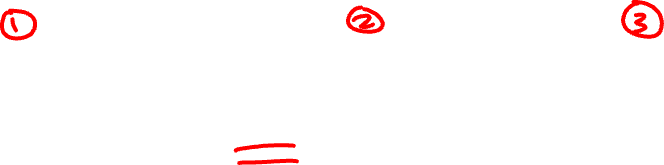 ① ② ③
=